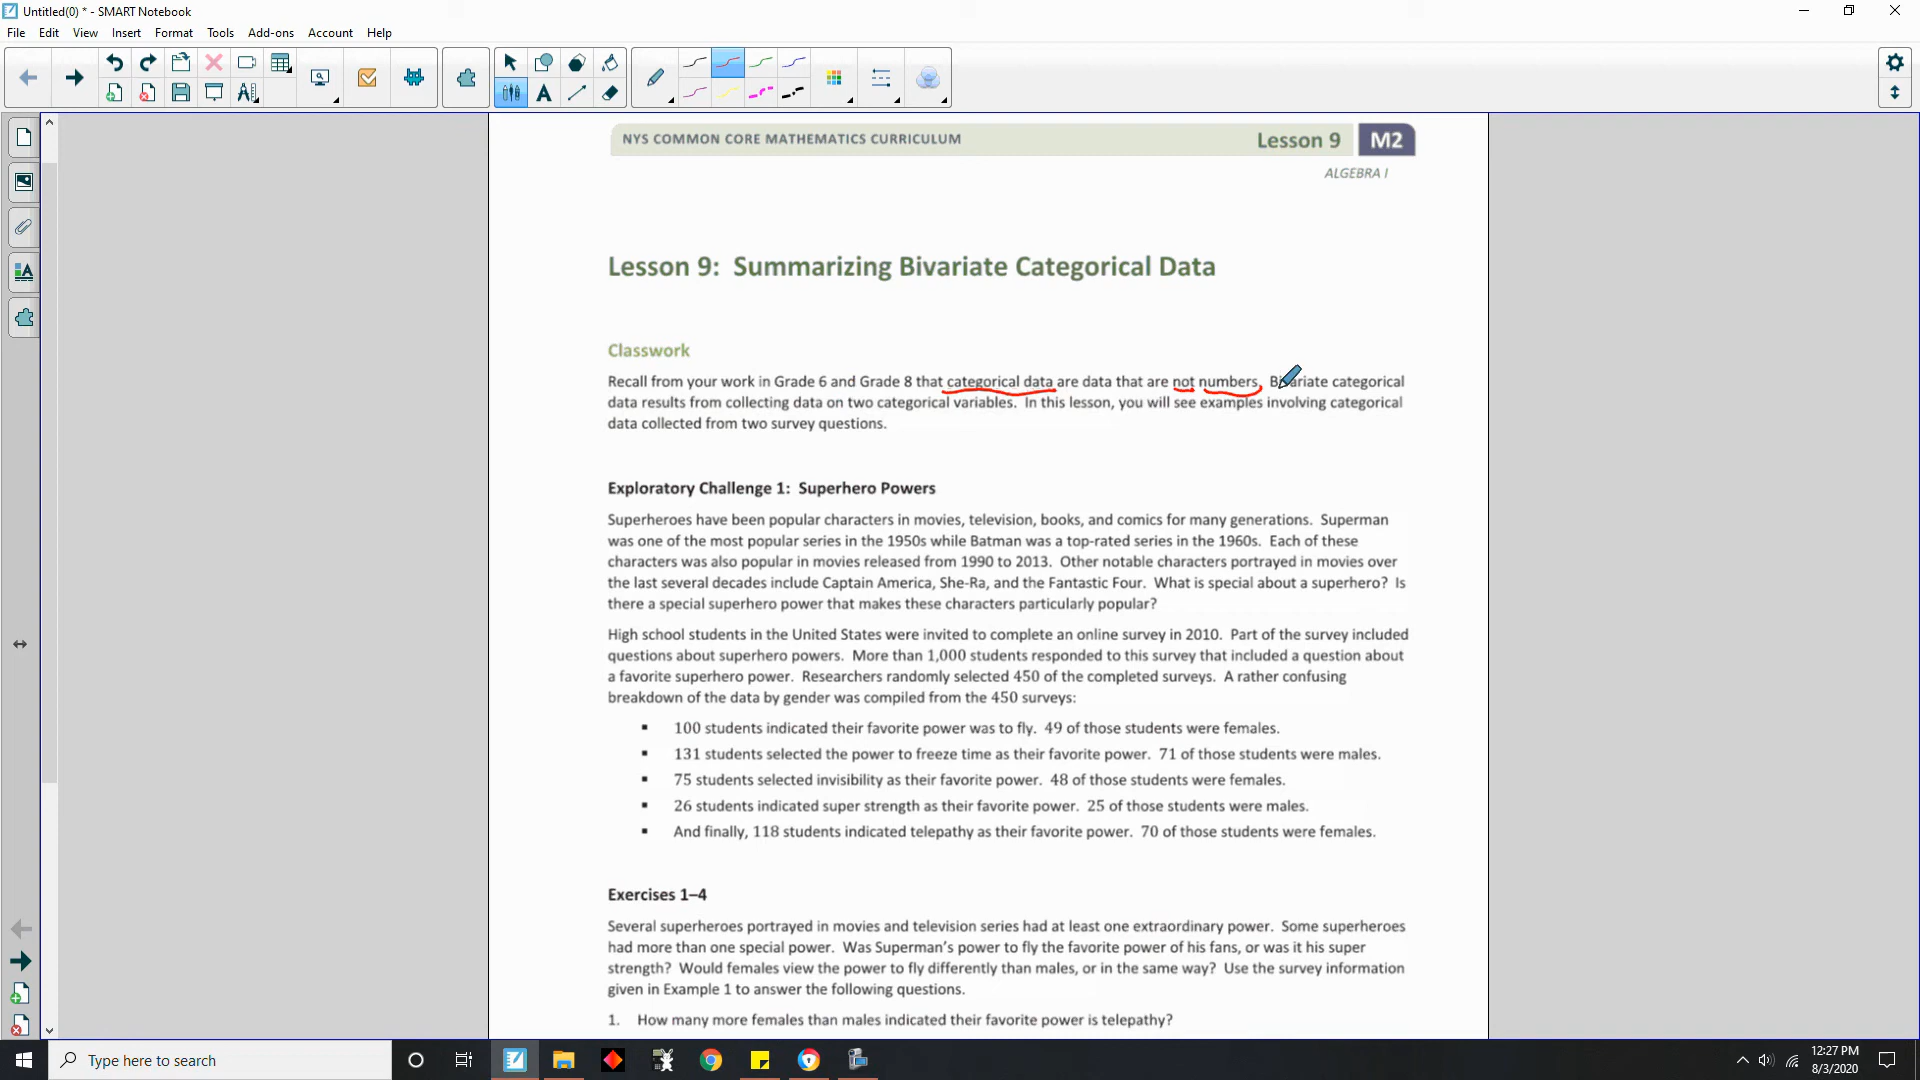 Untitled(0) * - SMART Notebook
File Edit View Insert Format Tools Add-ons Account Help
NYS COMMON CORE MATHEMATICS CURRICULUM Lesson 9 M2
ALGEBRA I
Lesson 9: Summarizing Bivariate Categorical Data
Classwork
Recall from your work in Grade 6 and Grade 8 that categorical data are data that are not numbers. Bivariate categorical
data results from collecting data on two categorical variables. In this lesson, you will see examples involving categorical
data collected from two survey questions.
Exploratory Challenge 1: Superhero Powers
Superheroes have been popular characters in movies, television, books, and comics for many generations. Superman
was one of the most popular series in the 1950s while Batman was a top-rated series in the 1960s. Each of these
characters was also popular in movies released from 1990 to 2013. Other notable characters portrayed in movies over
the last several decades include Captain America, She-Ra, and the Fantastic Four. What is special about a superhero? Is
there a special superhero power that makes these characters particularly popular?
High school students in the United States were invited to complete an online survey in 2010. Part of the survey included
questions about superhero powers. More than 1,000 students responded to this survey that included a question about
a favorite superhero power. Researchers randomly selected 450 of the completed surveys. A rather confusing
breakdown of the data by gender was compiled from the 450 surveys:
▪ 100 students indicated their favorite power was to fly. 49 of those students were females.
▪ 131 students selected the power to freeze time as their favorite power. 71 of those students were males.
▪ 75 students selected invisibility as their favorite power. 48 of those students were females.
▪ 26 students indicated super strength as their favorite power. 25 of those students were males.
▪ And finally, 118 students indicated telepathy as their favorite power. 70 of those students were females.
Exercises 1–4
Several superheroes portrayed in movies and television series had at least one extraordinary power. Some superheroes
had more than one special power. Was Superman's power to fly the favorite power of his fans, or was it his super
strength? Would females view the power to fly differently than males, or in the same way? Use the survey information
given in Example 1 to answer the following questions.
1. How many more females than males indicated their favorite power is telepathy?
Type here to search
12:27 PM
8/3/2020